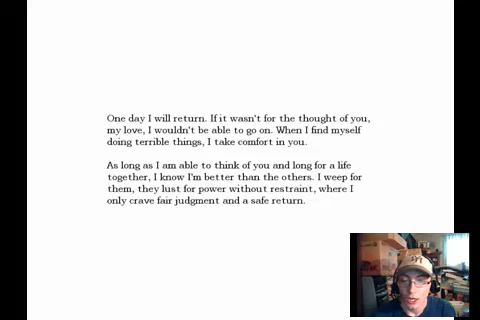 One day I will return. If it wasn't for the thought of you,
my love, I wouldn't be able to go on. When I find myself
doing terrible things, I take comfort in you.
As long as I am able to think of you and long for a life
together, I know I'm better than the others. I weep for
them, they lust for power without restraint, where I
only crave fair judgment and a safe return.